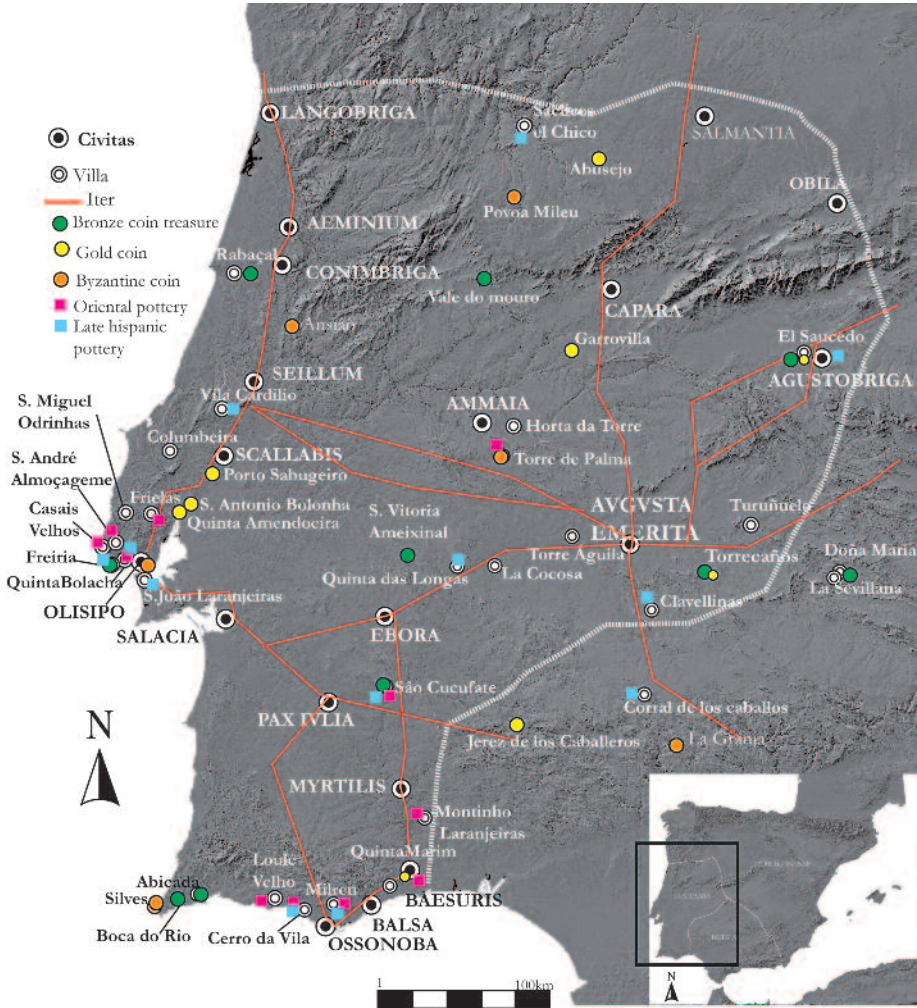 LANGOBRIGA
Saelices
el Chico
SALMANTIA
Civitas
Villa
Iter
Bronze coin treasure
Gold coin
Byzantine coin
Oriental pottery
Late hispanic
pottery
Abusejo
OBILA
Povoa Mileu
AEMINIUM
Rabaçal
CONIMBRIGA
Vale do mouro
CAPARA
Ansião
Garrovilla
El Saucedo
AGUSTOBRIGA
SEILLUM
Vila Cardilio
S. Miguel
Odrinhas
AMMAIA
Horta da Torre
Columbeira
SCALLABIS
Torre de Palma
S. André
Almoçageme
Porto Sabugeiro
Casais
Velhos
Frielas
S. Antonio Bolonha
Quinta Amendoeira
S. Vitoria
Ameixinal
AVGVSTA
EMERITA
Turuñuelo
Freiria
Torre Aguila
Torrecaños
Doña Maria
QuintaBolacha
Quinta das Longas
La Cocosa
La Sevillana
OLISIPO
S.João Laranjeiras
Clavellinas
SALACIA
EBORA
São Cucufate
Corral de los caballos
PAX IVLIA
Jerez de los Caballeros
La Grania
N
MYRTILIS
Montinho
Laranjeiras
QuintaMarim
Loule
Velho
Milreu
Abicada
Silves
BAESURIS
BALSA
Boca do Rio
Cerro da Vila
OSSONOBA
1
100km
N